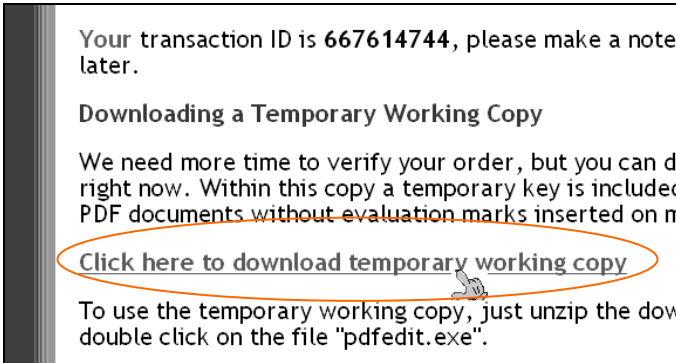 Your transaction ID is 667614744, please make a note
later.
Downloading a Temporary Working Copy
We need more time to verify your order, but you can d
right now. Within this copy a temporary key is included
PDF documents without evaluation marks inserted on m
Click here to download temporary working copy
To use the temporary working copy, just unzip the dow
double click on the file "pdfedit.exe".